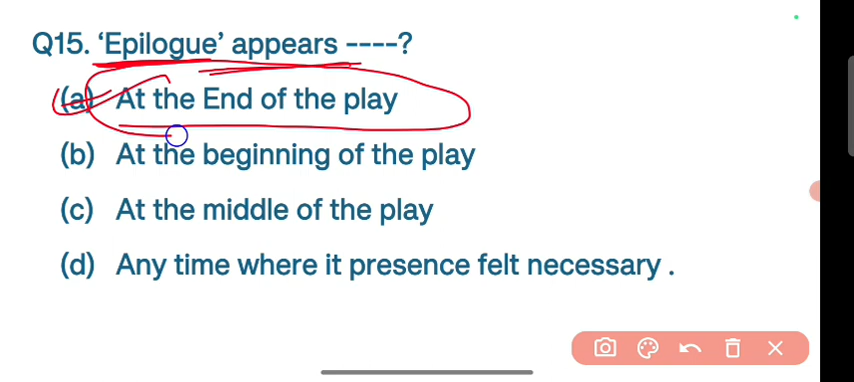 Q15. ‘Epilogue’ appears ----?
(a) At the End of the play
(b) At the beginning of the play
(c) At the middle of the play
(d) Any time where it presence felt necessary .